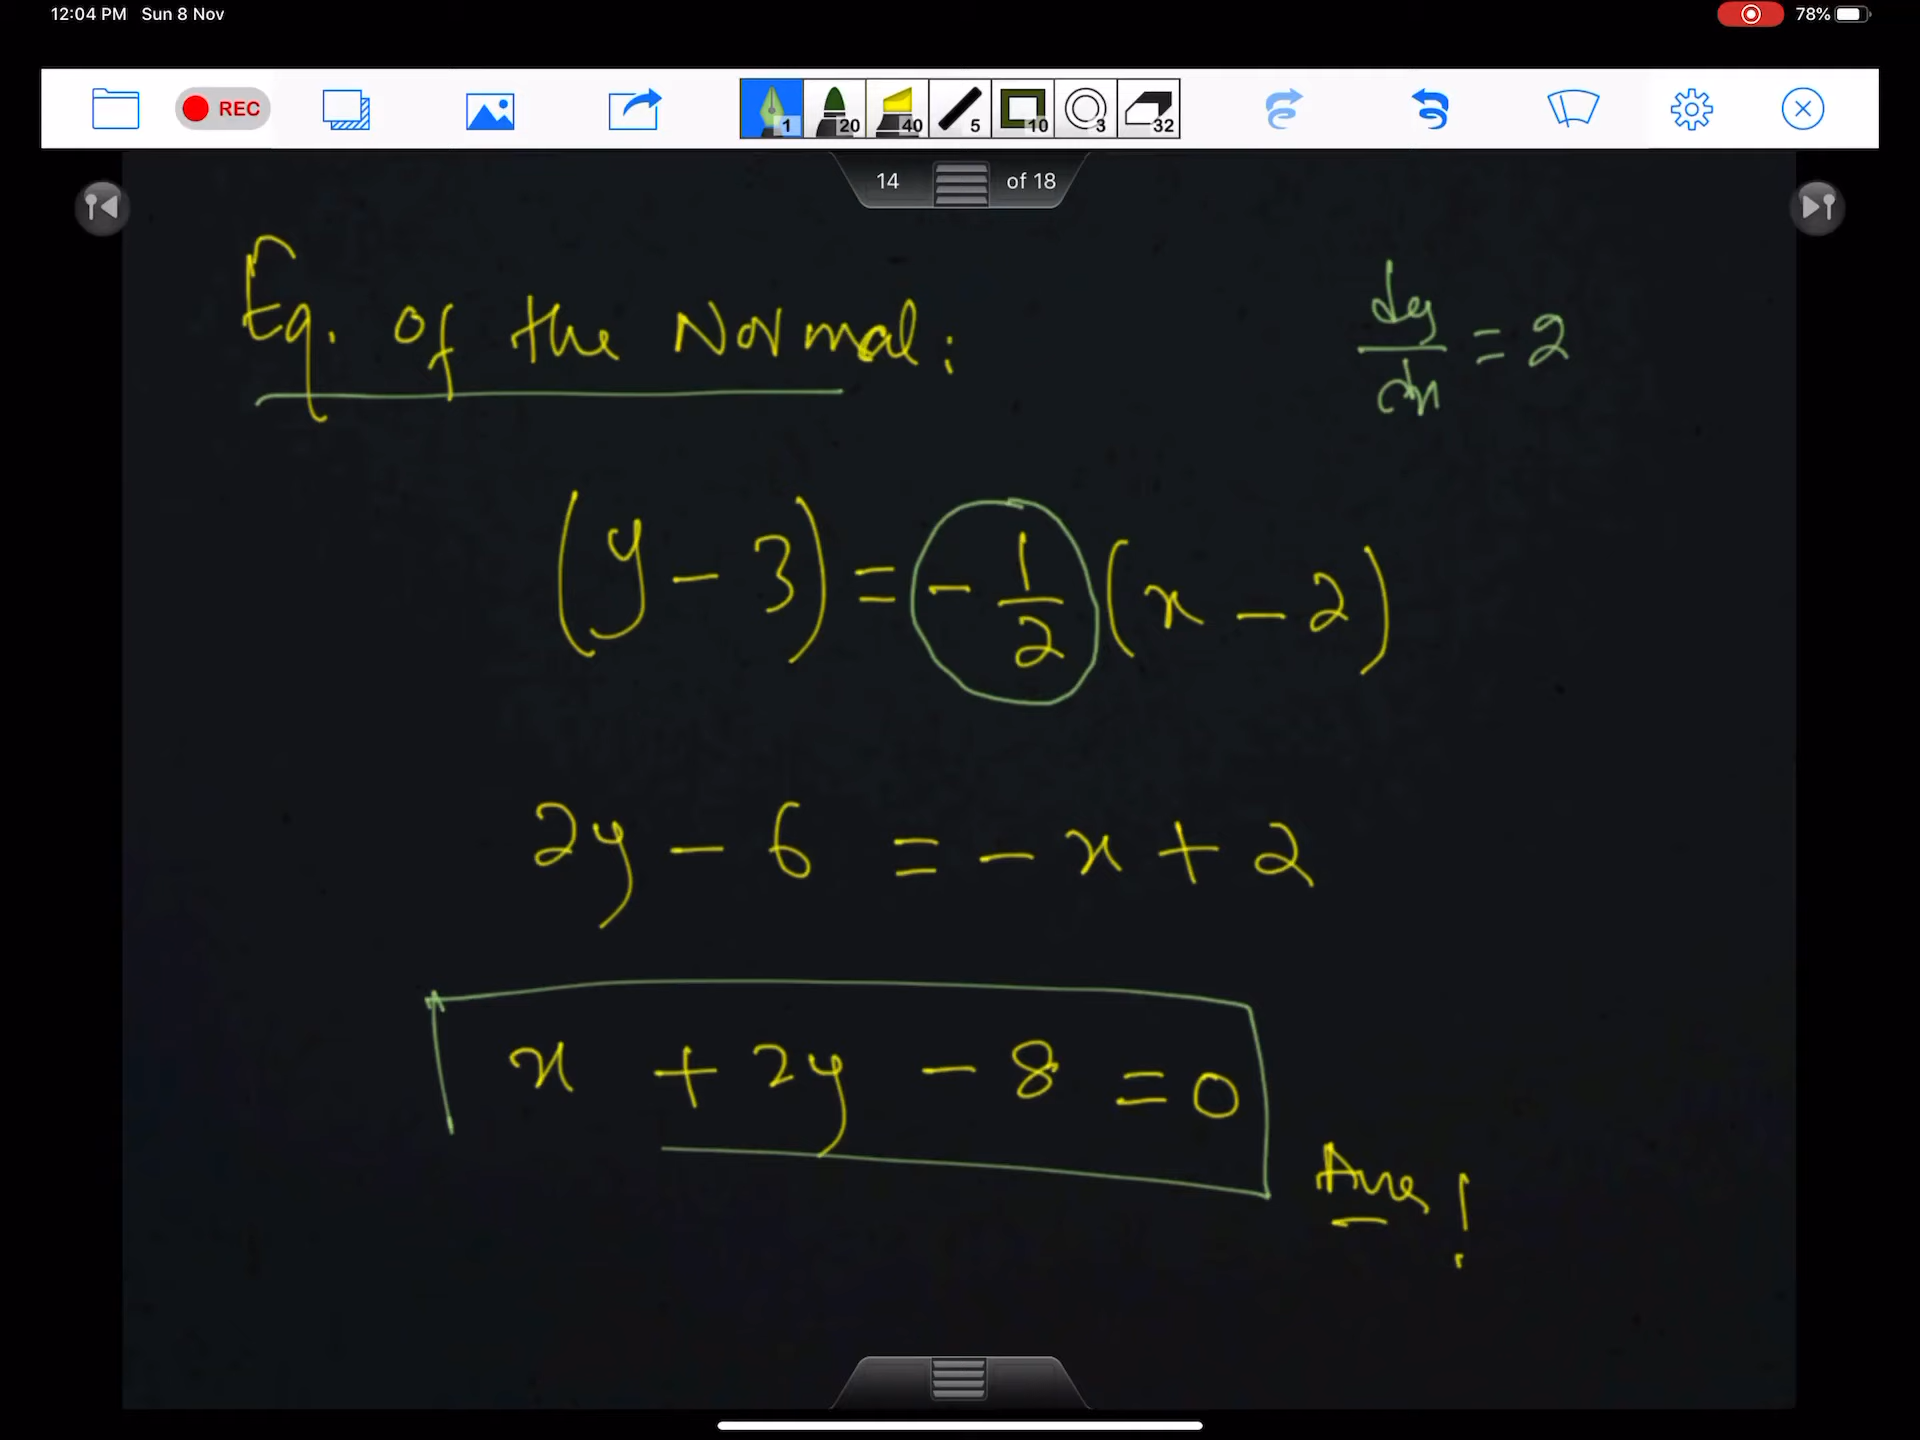 12:04 PM Sun 8 Nov 78%
REC 1 20 40 5 10 3 32
14 of 18
Eq. of the Normal:
dy/dx = 2
(y - 3) = - 1/2 (x - 2)
2y - 6 = - x + 2
x + 2y - 8 = 0
Ans!